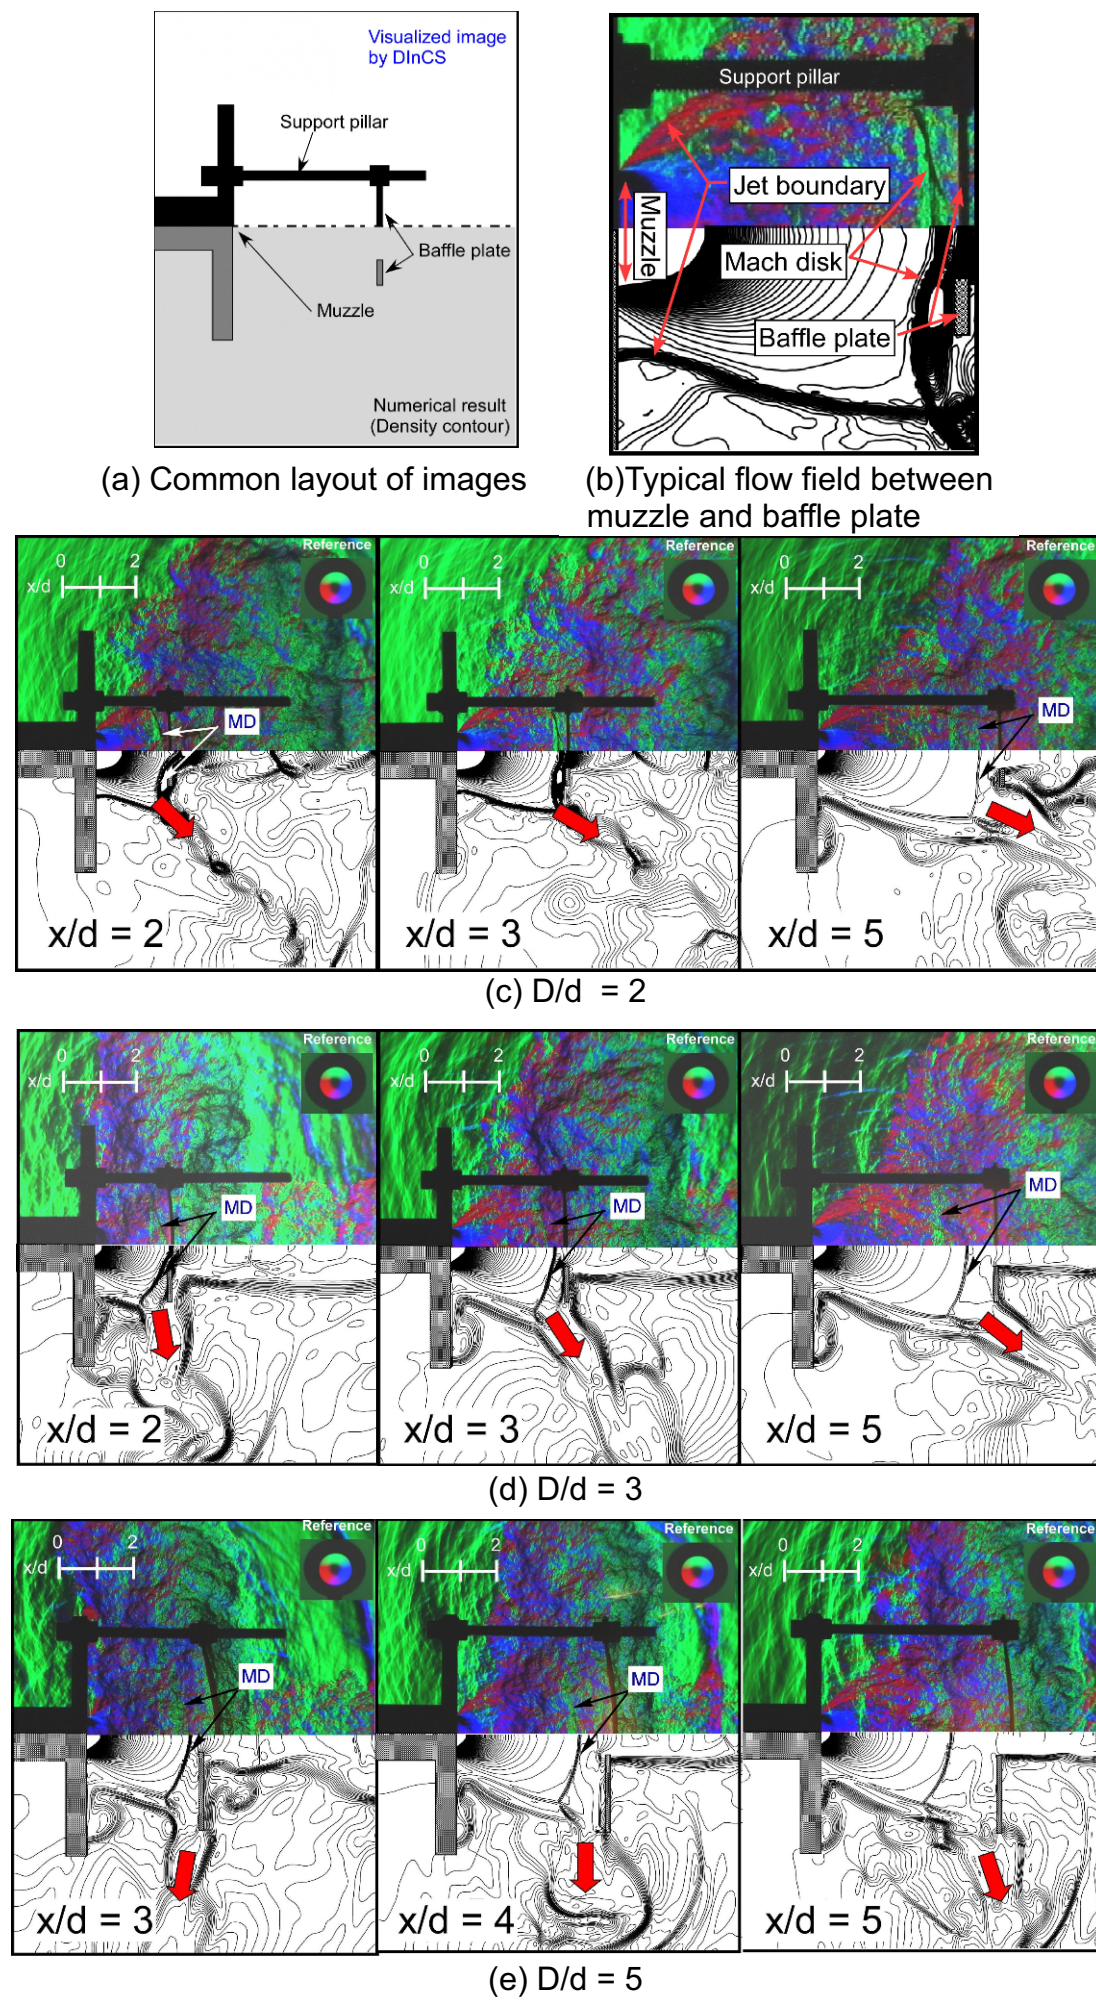 Visualized image
by DInCS
Support pillar
Baffle plate
Muzzle
Numerical result
(Density contour)
(a) Common layout of images
Support pillar
Jet boundary
Muzzle
Mach disk
Baffle plate
(b)Typical flow field between
muzzle and baffle plate
Reference
0 2
x/d
MD
x/d = 2
Reference
0 2
x/d
x/d = 3
Reference
0 2
x/d
MD
x/d = 5
(c) D/d = 2
Reference
0 2
x/d
MD
x/d = 2
Reference
0 2
x/d
MD
x/d = 3
Reference
0 2
x/d
MD
x/d = 5
(d) D/d = 3
Reference
0 2
x/d
MD
x/d = 3
Reference
0 2
x/d
MD
x/d = 4
Reference
0 2
x/d
x/d = 5
(e) D/d = 5